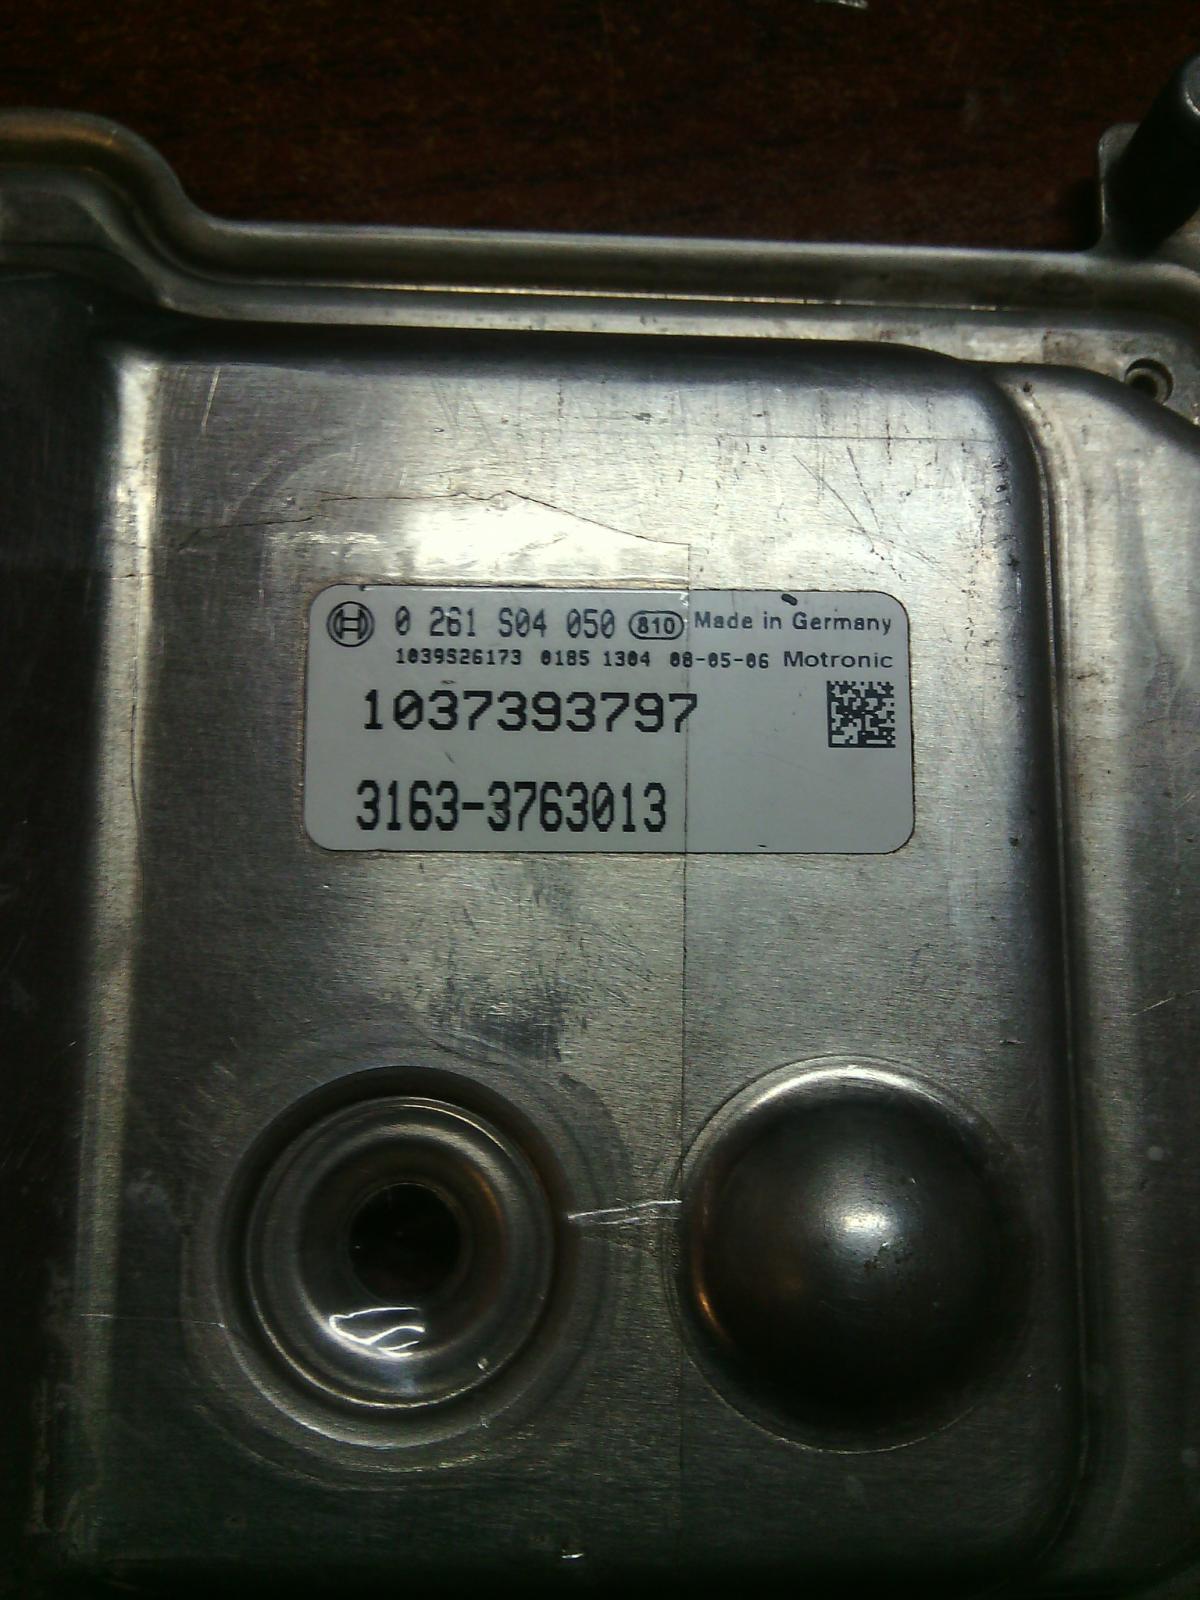 0 261 S04 050 810 Made in Germany
1039S26173 0185 1304 08-05-06 Motronic
1037393797
3163-3763013